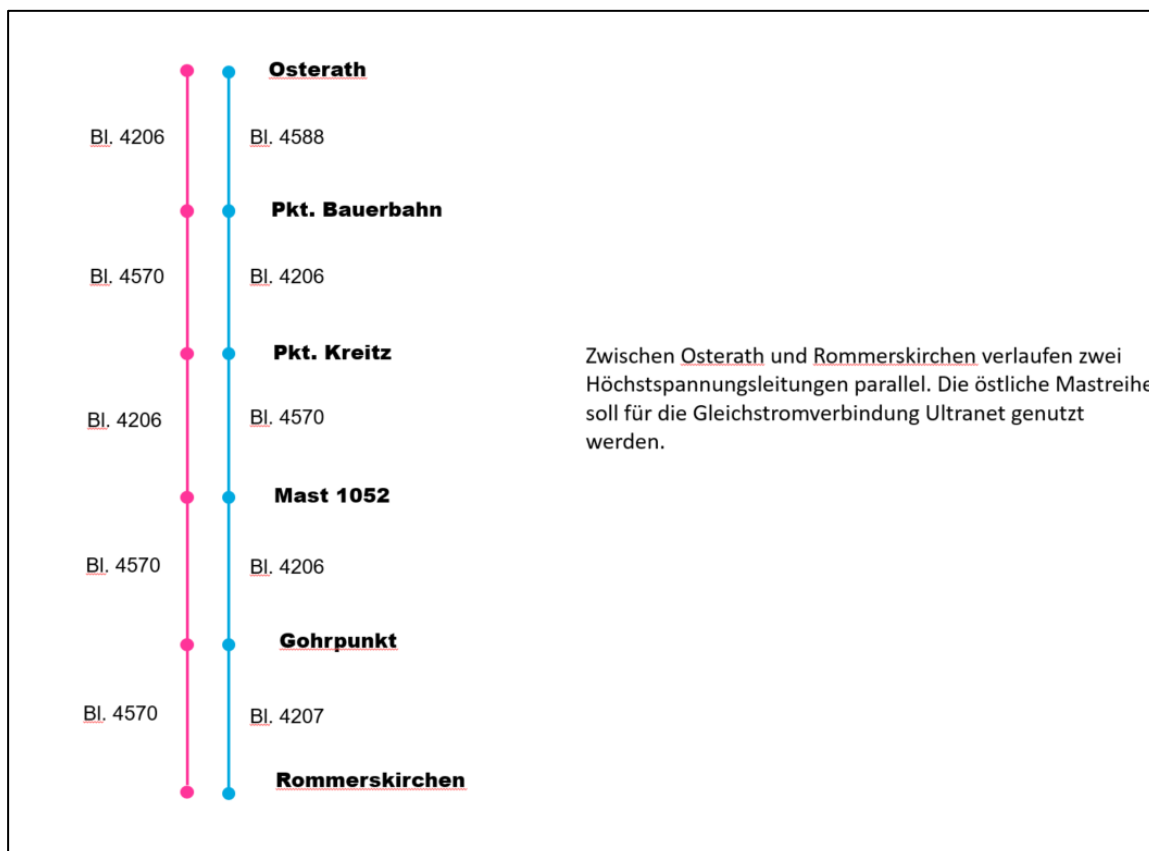 Osterath
Bl. 4206
Bl. 4588
Pkt. Bauerbahn
Bl. 4570
Bl. 4206
Pkt. Kreitz
Zwischen Osterath und Rommerskirchen verlaufen zwei
Höchstspannungsleitungen parallel. Die östliche Mastreihe
soll für die Gleichstromverbindung Ultranet genutzt
werden.
Bl. 4206
Bl. 4570
Mast 1052
Bl. 4570
Bl. 4206
Gohrpunkt
Bl. 4570
Bl. 4207
Rommerskirchen